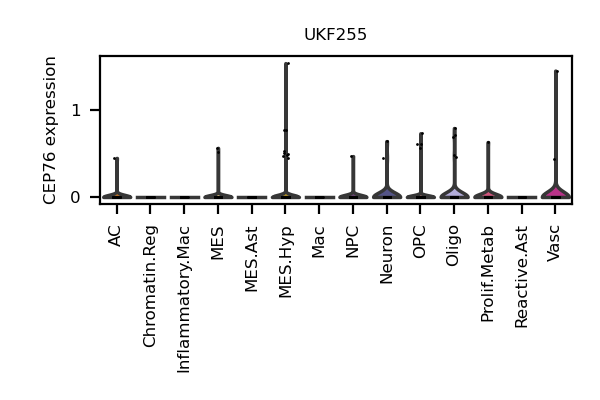 UKF255
CEP76 expression
1
0
AC
Chromatin.Reg
Inflammatory.Mac
MES
MES.Ast
MES.Hyp
Mac
NPC
Neuron
OPC
Oligo
Prolif.Metab
Reactive.Ast
Vasc